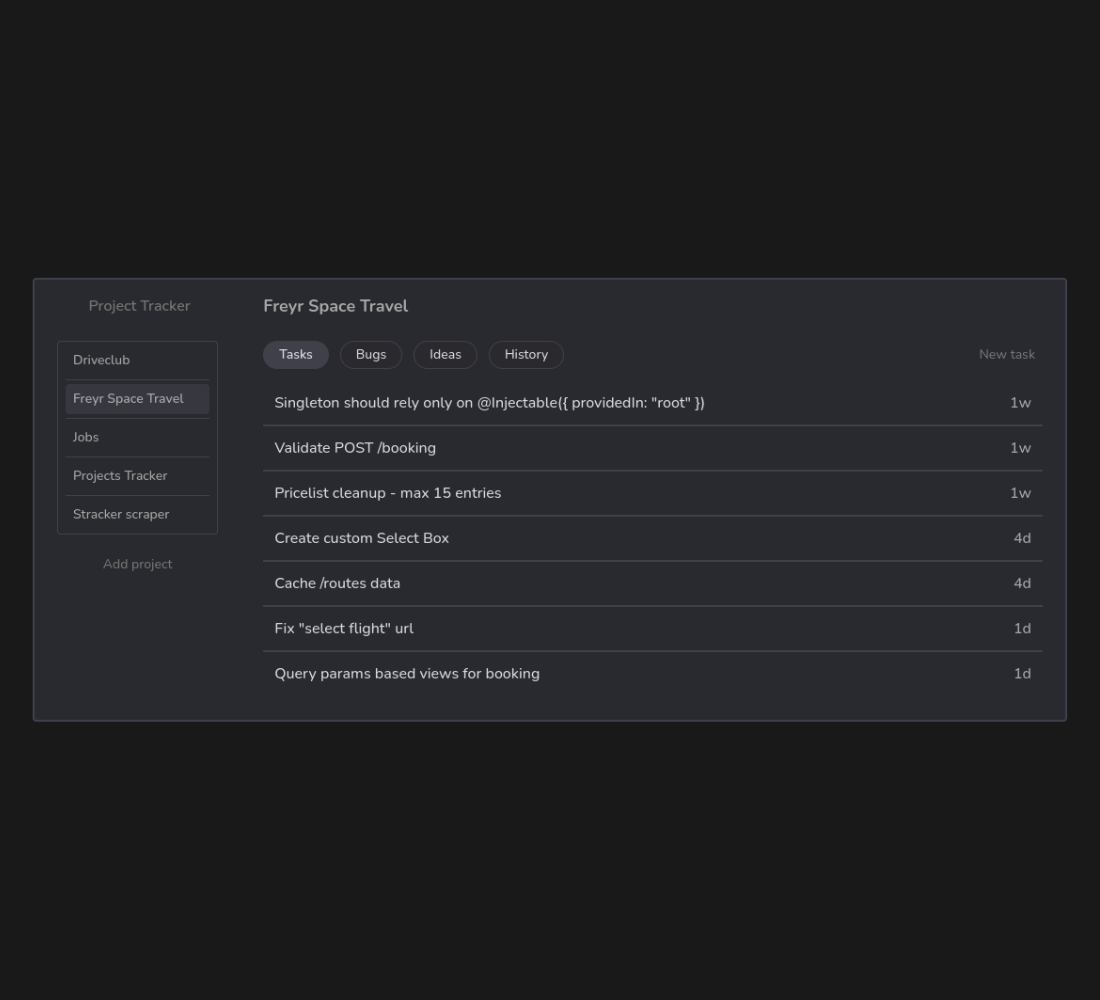 Project Tracker
Driveclub
Freyr Space Travel
Jobs
Projects Tracker
Stracker scraper
Add project
Freyr Space Travel
Tasks Bugs Ideas History New task
Singleton should rely only on @Injectable({ providedIn: "root" }) 1w
Validate POST /booking 1w
Pricelist cleanup - max 15 entries 1w
Create custom Select Box 4d
Cache /routes data 4d
Fix "select flight" url 1d
Query params based views for booking 1d